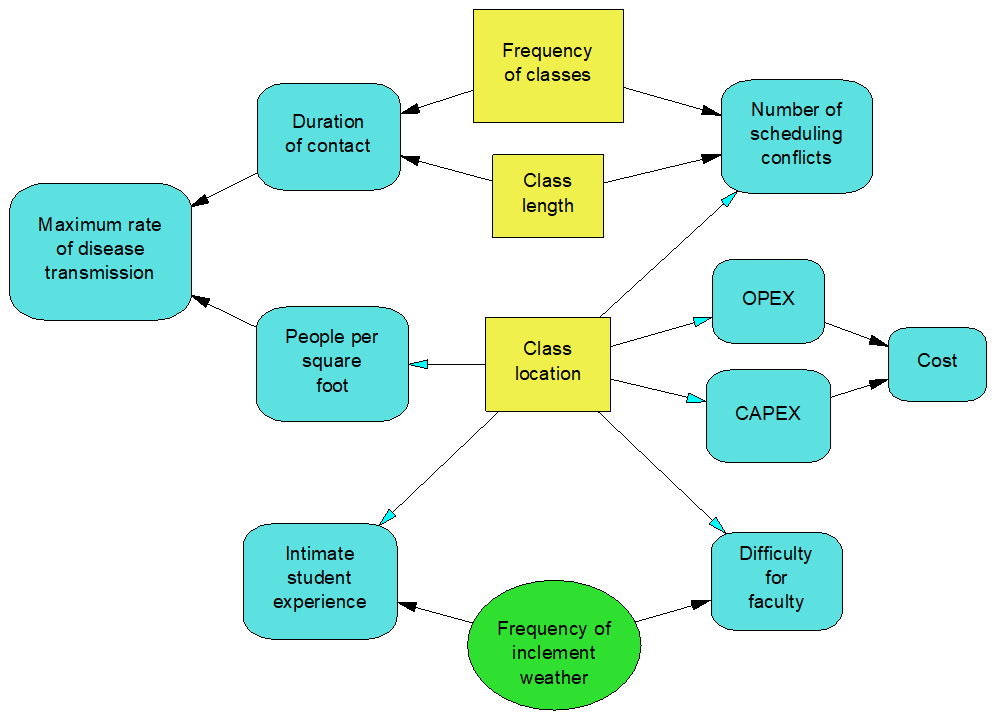 Frequency
of classes
Duration
of contact
Number of
scheduling
conflicts
Class
length
Maximum rate
of disease
transmission
OPEX
People per
square
foot
Class
location
Cost
CAPEX
Intimate
student
experience
Difficulty
for
faculty
Frequency of
inclement
weather